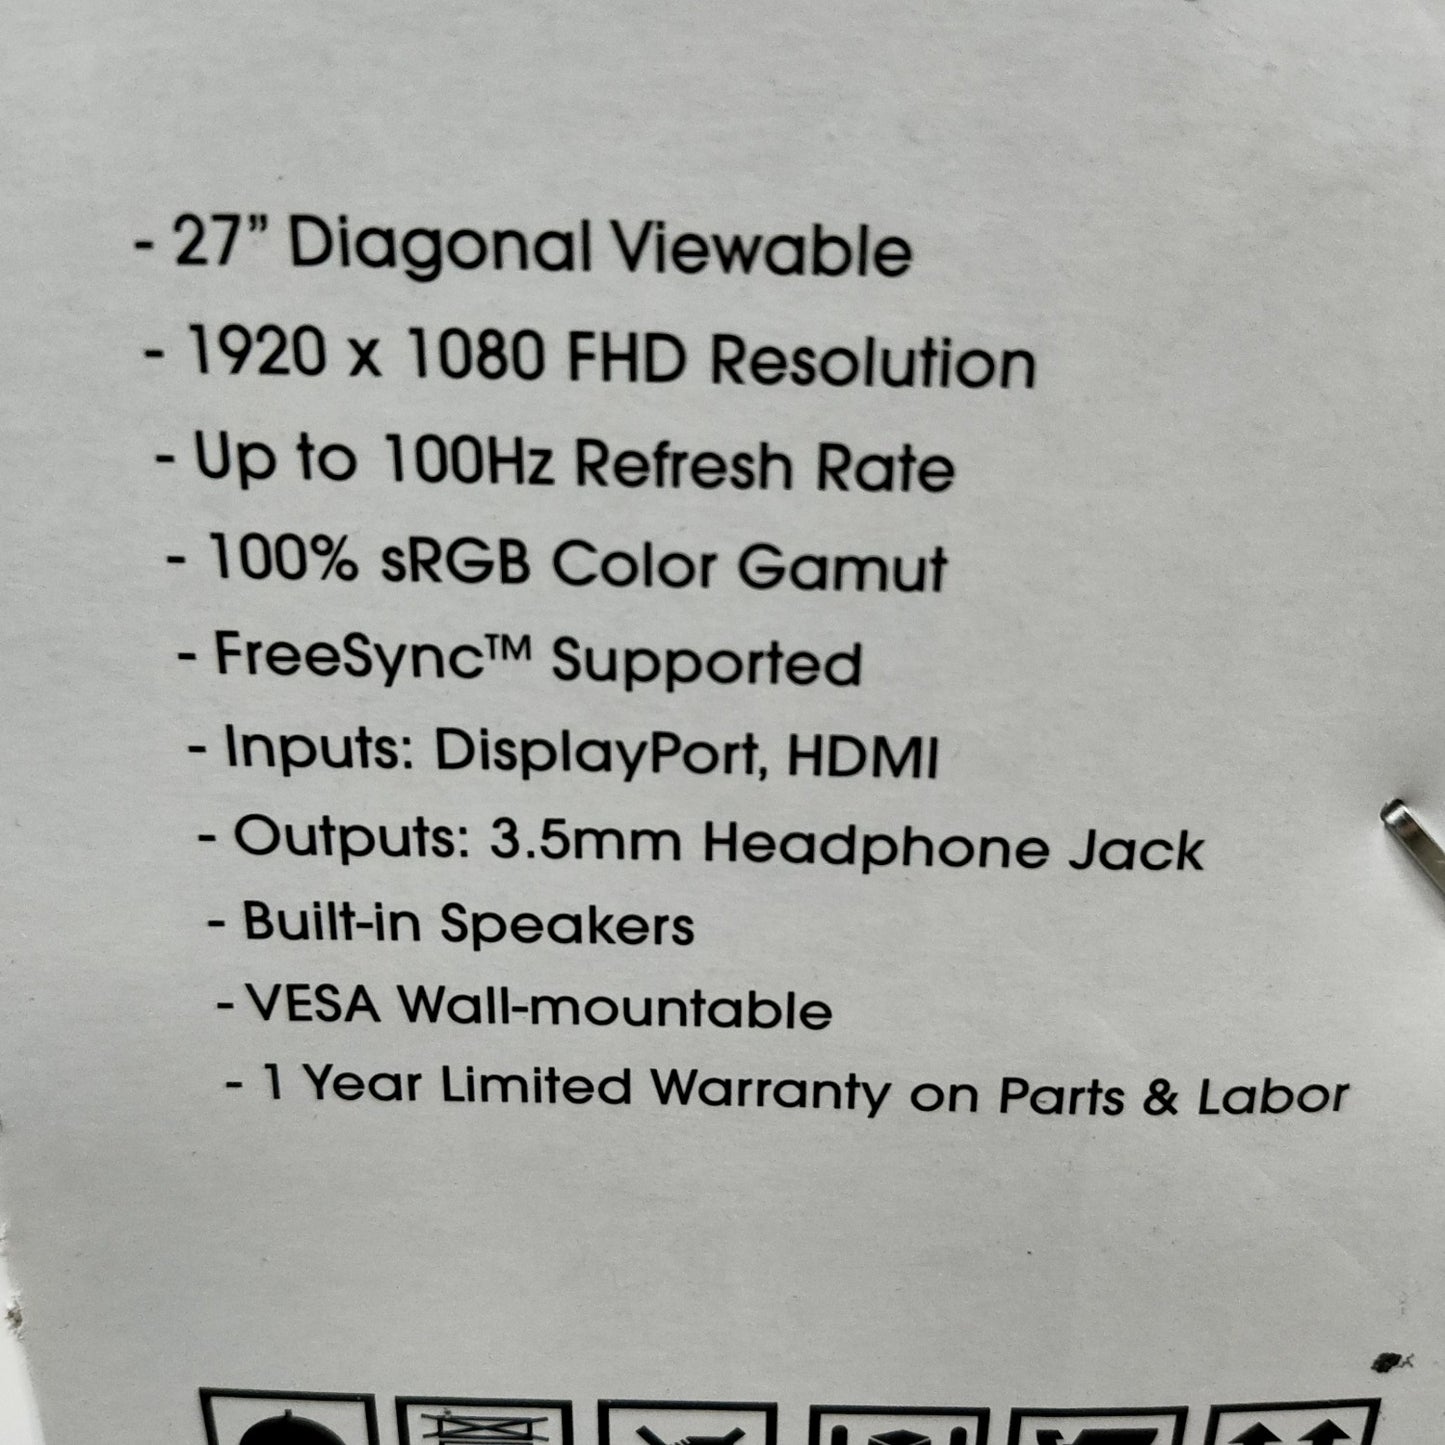 - 27” Diagonal Viewable
- 1920 x 1080 FHD Resolution
- Up to 100Hz Refresh Rate
- 100% sRGB Color Gamut
- FreeSync™ Supported
- Inputs: DisplayPort, HDMI
- Outputs: 3.5mm Headphone Jack
- Built-in Speakers
- VESA Wall-mountable
- 1 Year Limited Warranty on Parts & Labor